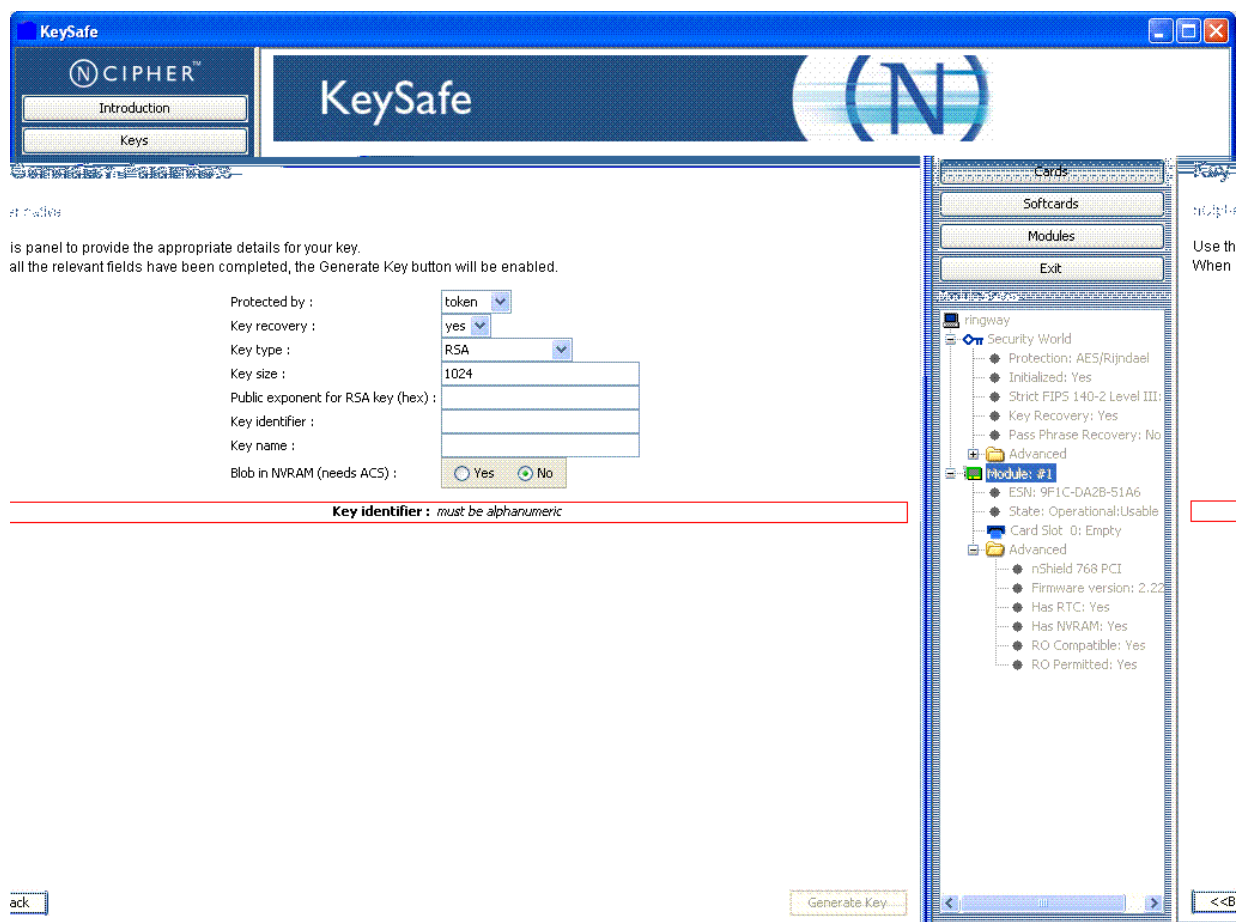 KeySafe
NCIPHER™
Introduction
Keys
KeySafe
(N)
Cards
Softcards
Modules
Exit
Key
is panel to provide the appropriate details for your key.
all the relevant fields have been completed, the Generate Key button will be enabled.
Use th
When
Protected by : token
Key recovery : yes
Key type : RSA
Key size : 1024
Public exponent for RSA key (hex) :
Key identifier :
Key name :
Blob in NVRAM (needs ACS) : Yes No
Key identifier : must be alphanumeric
ringway
Security World
Protection: AES/Rijndael
Initialized: Yes
Strict FIPS 140-2 Level III:
Key Recovery: Yes
Pass Phrase Recovery: No
Advanced
Module: #1
ESN: 9F1C-DA2B-51A6
State: Operational:Usable
Card Slot 0: Empty
Advanced
nShield 768 PCI
Firmware version: 2.22
Has RTC: Yes
Has NVRAM: Yes
RO Compatible: Yes
RO Permitted: Yes
ack
Generate Key
<<B